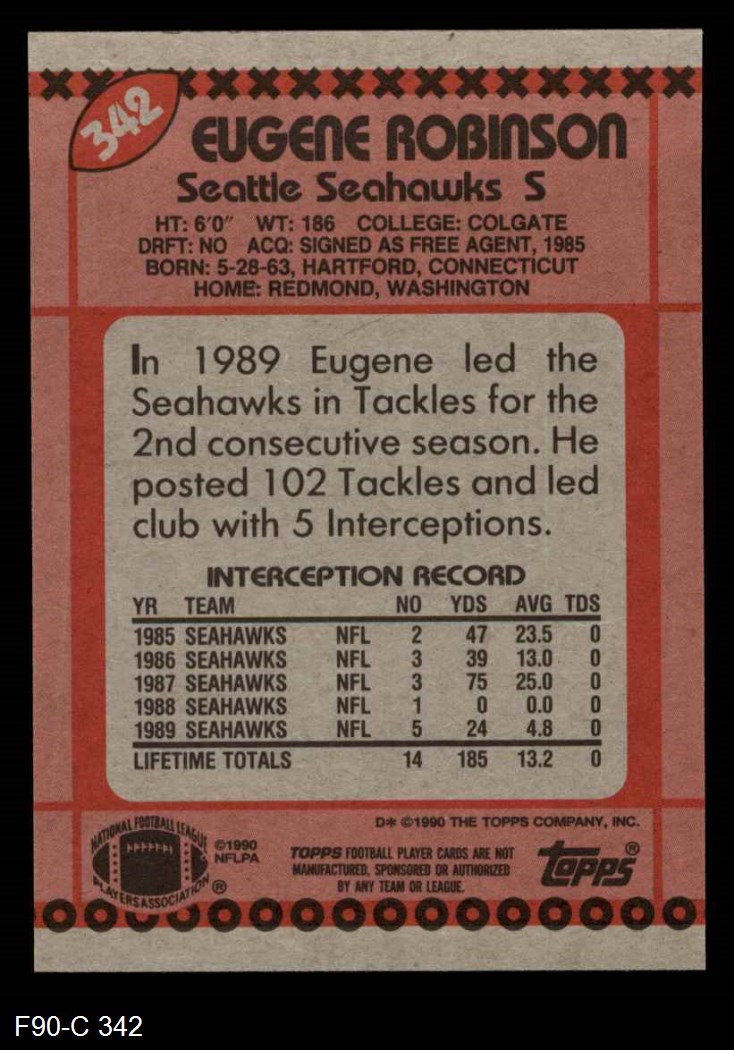 342
EUGENE ROBINSON
Seattle Seahawks S
HT: 6'0" WT: 186 COLLEGE: COLGATE
DRFT: NO ACQ: SIGNED AS FREE AGENT, 1985
BORN: 5-28-63, HARTFORD, CONNECTICUT
HOME: REDMOND, WASHINGTON
In 1989 Eugene led the
Seahawks in Tackles for the
2nd consecutive season. He
posted 102 Tackles and led
club with 5 Interceptions.
INTERCEPTION RECORD
YR TEAM NO YDS AVG TDS
1985 SEAHAWKS NFL 2 47 23.5 0
1986 SEAHAWKS NFL 3 39 13.0 0
1987 SEAHAWKS NFL 3 75 25.0 0
1988 SEAHAWKS NFL 1 0 0.0 0
1989 SEAHAWKS NFL 5 24 4.8 0
LIFETIME TOTALS 14 185 13.2 0
NATIONAL FOOTBALL LEAGUE
PLAYERS ASSOCIATION ®
©1990
NFLPA
D* ©1990 THE TOPPS COMPANY, INC.
TOPPS FOOTBALL PLAYER CARDS ARE NOT
MANUFACTURED, SPONSORED OR AUTHORIZED
BY ANY TEAM OR LEAGUE.
topps®
F90-C 342